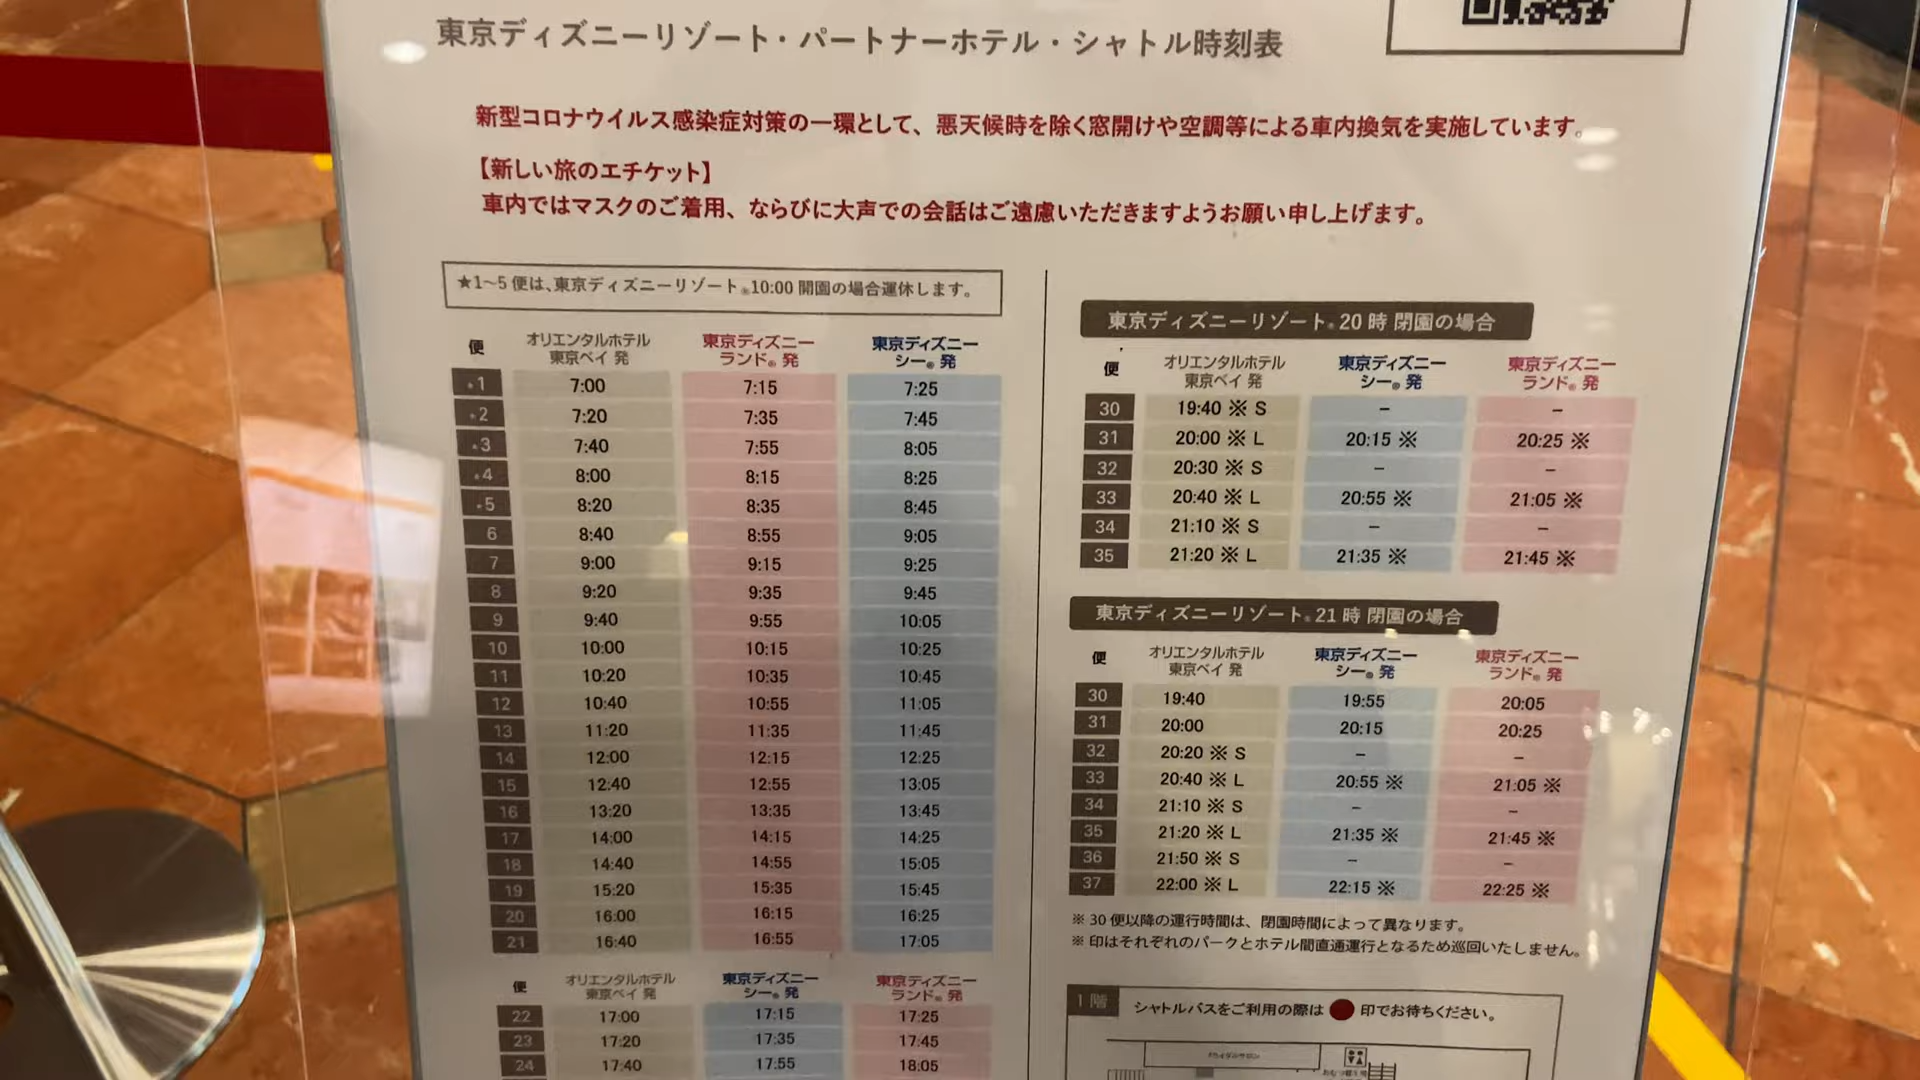 東京ディズニーリゾート・パートナーホテル・シャトル時刻表
新型コロナウイルス感染症対策の一環として、悪天候時を除く窓開けや空調等による車内換気を実施しています。
【新しい旅のエチケット】
車内ではマスクのご着用、ならびに大声での会話はご遠慮いただきますようお願い申し上げます。
★1~5便は、東京ディズニーリゾート®10:00開園の場合運休します。
便 オリエンタルホテル東京ベイ 発 東京ディズニーランド®発 東京ディズニーシー®発
★1 7:00 7:15 7:25
★2 7:20 7:35 7:45
★3 7:40 7:55 8:05
★4 8:00 8:15 8:25
★5 8:20 8:35 8:45
6 8:40 8:55 9:05
7 9:00 9:15 9:25
8 9:20 9:35 9:45
9 9:40 9:55 10:05
10 10:00 10:15 10:25
11 10:20 10:35 10:45
12 10:40 10:55 11:05
13 11:20 11:35 11:45
14 12:00 12:15 12:25
15 12:40 12:55 13:05
16 13:20 13:35 13:45
17 14:00 14:15 14:25
18 14:40 14:55 15:05
19 15:20 15:35 15:45
20 16:00 16:15 16:25
21 16:40 16:55 17:05
便 オリエンタルホテル東京ベイ 発 東京ディズニーシー®発 東京ディズニーランド®発
22 17:00 17:15 17:25
23 17:20 17:35 17:45
24 17:40 17:55 18:05
東京ディズニーリゾート®20時 閉園の場合
便 オリエンタルホテル東京ベイ 発 東京ディズニーシー®発 東京ディズニーランド®発
30 19:40 ※ S – –
31 20:00 ※ L 20:15 ※ 20:25 ※
32 20:30 ※ S – –
33 20:40 ※ L 20:55 ※ 21:05 ※
34 21:10 ※ S – –
35 21:20 ※ L 21:35 ※ 21:45 ※
東京ディズニーリゾート®21時 閉園の場合
便 オリエンタルホテル東京ベイ 発 東京ディズニーシー®発 東京ディズニーランド®発
30 19:40 19:55 20:05
31 20:00 20:15 20:25
32 20:20 ※ S – –
33 20:40 ※ L 20:55 ※ 21:05 ※
34 21:10 ※ S – –
35 21:20 ※ L 21:35 ※ 21:45 ※
36 21:50 ※ S – –
37 22:00 ※ L 22:15 ※ 22:25 ※
※ 30便以降の運行時間は、閉園時間によって異なります。
※ 印はそれぞれのパークとホテル間直通運行となるため巡回いたしません。
1階 シャトルバスをご利用の際は●印でお待ちください。